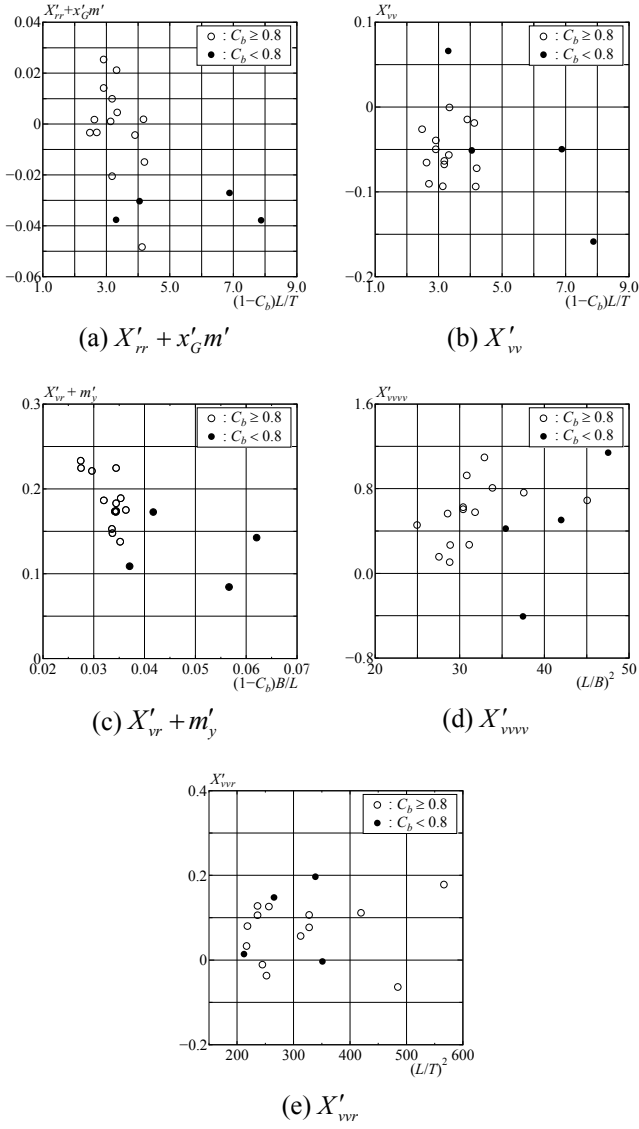 X′rr+x′Gm′
0.04
○ : Cb ≥ 0.8
● : Cb < 0.8
0.02
0
−0.02
−0.04
−0.06
1.0 3.0 5.0 7.0 9.0
(1−Cb)L/T
(a) X′rr + x′Gm′
X′vv
0.1
○ : Cb ≥ 0.8
● : Cb < 0.8
0
−0.1
−0.2
1.0 3.0 5.0 7.0 9.0
(1−Cb)L/T
(b) X′vv
X′vr + m′y
0.3
○ : Cb ≥ 0.8
● : Cb < 0.8
0.2
0.1
0
0.02 0.03 0.04 0.05 0.06 0.07
(1−Cb)B/L
(c) X′vr + m′y
X′vvvv
1.6
○ : Cb ≥ 0.8
● : Cb < 0.8
0.8
0.0
−0.8
20 30 40 50
(L/B)²
(d) X′vvvv
X′vvr
0.4
○ : Cb ≥ 0.8
● : Cb < 0.8
0.2
0
−0.2
200 300 400 500 600
(L/T)²
(e) X′vvr